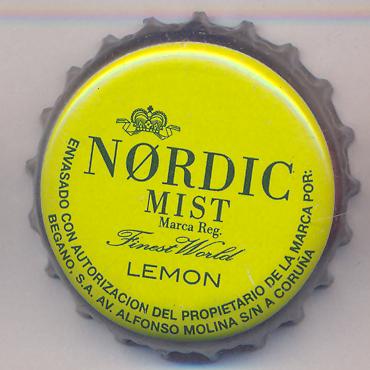 NØRDIC
MIST
Marca Reg.
Finest World
LEMON
ENVASADO CON AUTORIZACION DEL PROPIETARIO DE LA MARCA POR:
BEGANO, S.A. AV. ALFONSO MOLINA S/N A CORUÑA